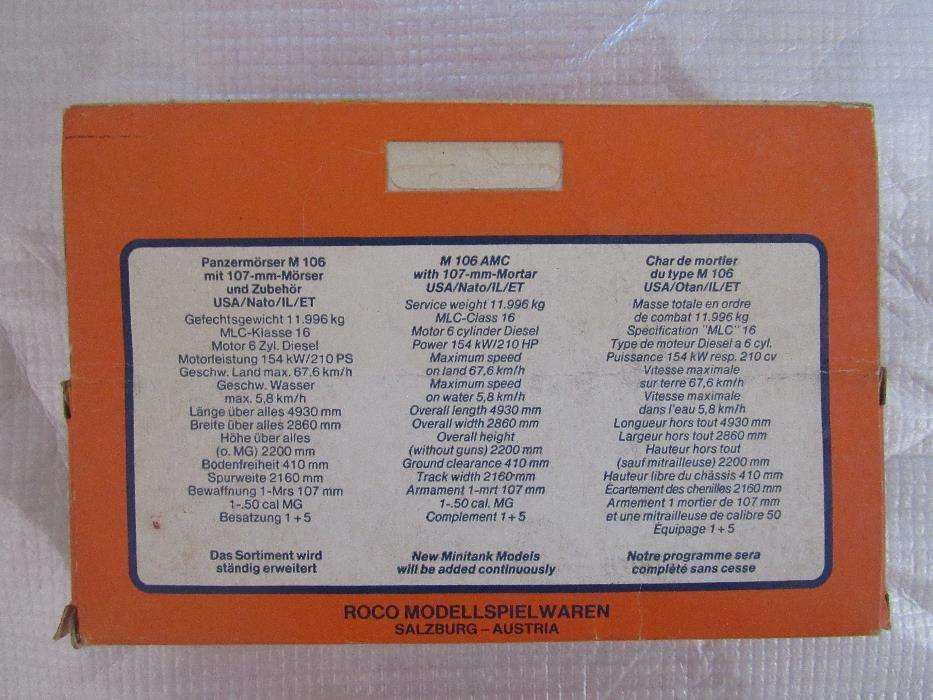 Panzermörser M 106
mit 107-mm-Mörser
und Zubehör
USA/Nato/IL/ET
Gefechtsgewicht 11.996 kg
MLC-Klasse 16
Motor 6 Zyl. Diesel
Motorleistung 154 kW/210 PS
Geschw. Land max. 67,6 km/h
Geschw. Wasser
max. 5,8 km/h
Länge über alles 4930 mm
Breite über alles 2860 mm
Höhe über alles
(o. MG) 2200 mm
Bodenfreiheit 410 mm
Spurweite 2160 mm
Bewaffnung 1-Mrs 107 mm
1-.50 cal MG
Besatzung 1 + 5
Das Sortiment wird
ständig erweitert
M 106 AMC
with 107-mm-Mortar
USA/Nato/IL/ET
Service weight 11.996 kg
MLC-Class 16
Motor 6 cylinder Diesel
Power 154 kW/210 HP
Maximum speed
on land 67,6 km/h
Maximum speed
on water 5,8 km/h
Overall length 4930 mm
Overall width 2860 mm
Overall height
(without guns) 2200 mm
Ground clearance 410 mm
Track width 2160 mm
Armament 1-mrt 107 mm
1-.50 cal. MG
Complement 1 + 5
New Minitank Models
will be added continuously
Char de mortier
du type M 106
USA/Otan/IL/ET
Masse totale en ordre
de combat 11.996 kg
Specification "MLC" 16
Type de moteur Diesel a 6 cyl.
Puissance 154 kW resp. 210 cv
Vitesse maximale
sur terre 67,6 km/h
Vitesse maximale
dans l'eau 5,8 km/h
Longueur hors tout 4930 mm
Largeur hors tout 2860 mm
Hauteur hors tout
(sauf mitrailleuse) 2200 mm
Hauteur libre du châssis 410 mm
Écartement des chenilles 2160 mm
Armement 1 mortier de 107 mm
et une mitrailleuse de calibre 50
Équipage 1 + 5
Notre programme sera
complèté sans cesse
ROCO MODELLSPIELWAREN
SALZBURG – AUSTRIA